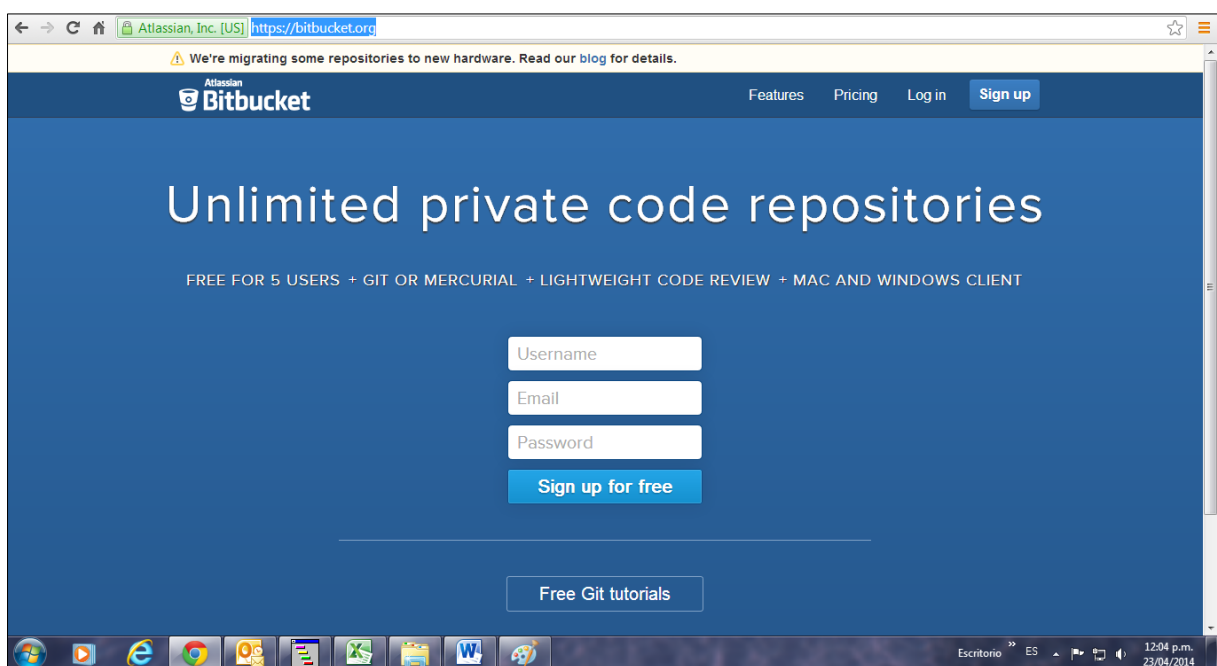 Atlassian, Inc. [US] https://bitbucket.org
We're migrating some repositories to new hardware. Read our blog for details.
Atlassian
Bitbucket
Features Pricing Log in Sign up
Unlimited private code repositories
FREE FOR 5 USERS + GIT OR MERCURIAL + LIGHTWEIGHT CODE REVIEW + MAC AND WINDOWS CLIENT
Username
Email
Password
Sign up for free
Free Git tutorials
Escritorio » ES 12:04 p.m.
23/04/2014